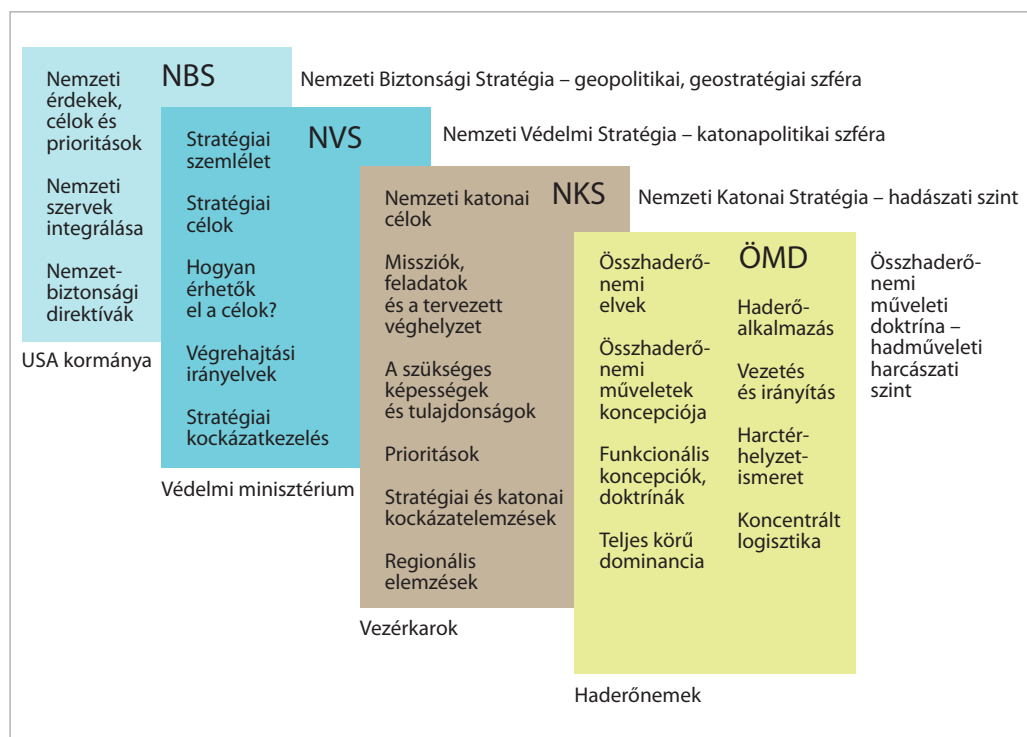 NBS
Nemzeti Biztonsági Stratégia – geopolitikai, geostratégiai szféra
Nemzeti
érdekek,
célok és
prioritások
Nemzeti
szervek
integrálása
Nemzet-
biztonsági
direktívák
USA kormánya
NVS
Nemzeti Védelmi Stratégia – katonapolitikai szféra
Stratégiai
szemlélet
Stratégiai
célok
Hogyan
érhetők
el a célok?
Végrehajtási
irányelvek
Stratégiai
kockázatkezelés
Védelmi minisztérium
NKS
Nemzeti Katonai Stratégia – hadászati szint
Nemzeti katonai
célok
Missziók,
feladatok
és a tervezett
véghelyzet
A szükséges
képességek
és tulajdonságok
Prioritások
Stratégiai és katonai
kockázatelemzések
Regionális
elemzések
Vezérkarok
ÖMD
Összhaderő-
nemi
elvek
Összhaderő-
nemi
műveletek
koncepciója
Funkcionális
koncepciók,
doktrínák
Teljes körű
dominancia
Haderő-
alkalmazás
Vezetés
és irányítás
Harctér-
helyzet-
ismeret
Koncentrált
logisztika
Összhaderő-
nemi
műveleti
doktrína –
hadműveleti
harcászati
szint
Haderőnemek